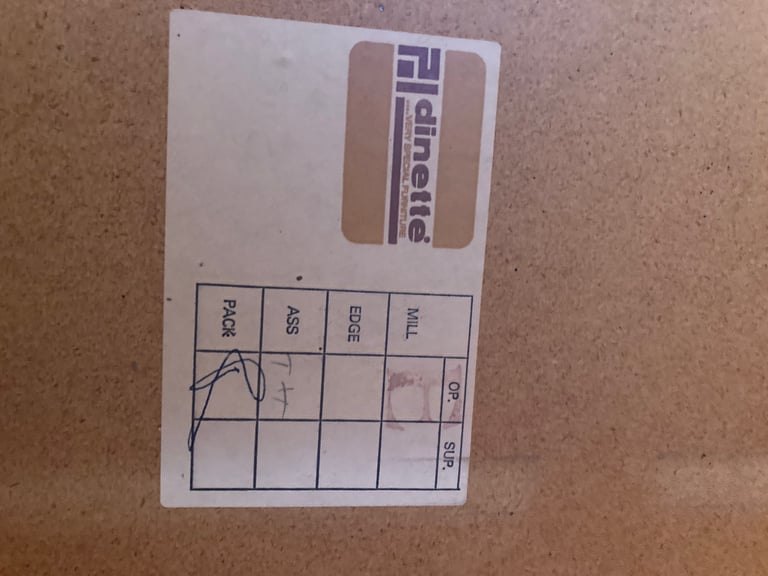 dinette
....VERY SPECIAL FURNITURE
OP. SUP.
MILL
EDGE
ASS T H
PACK